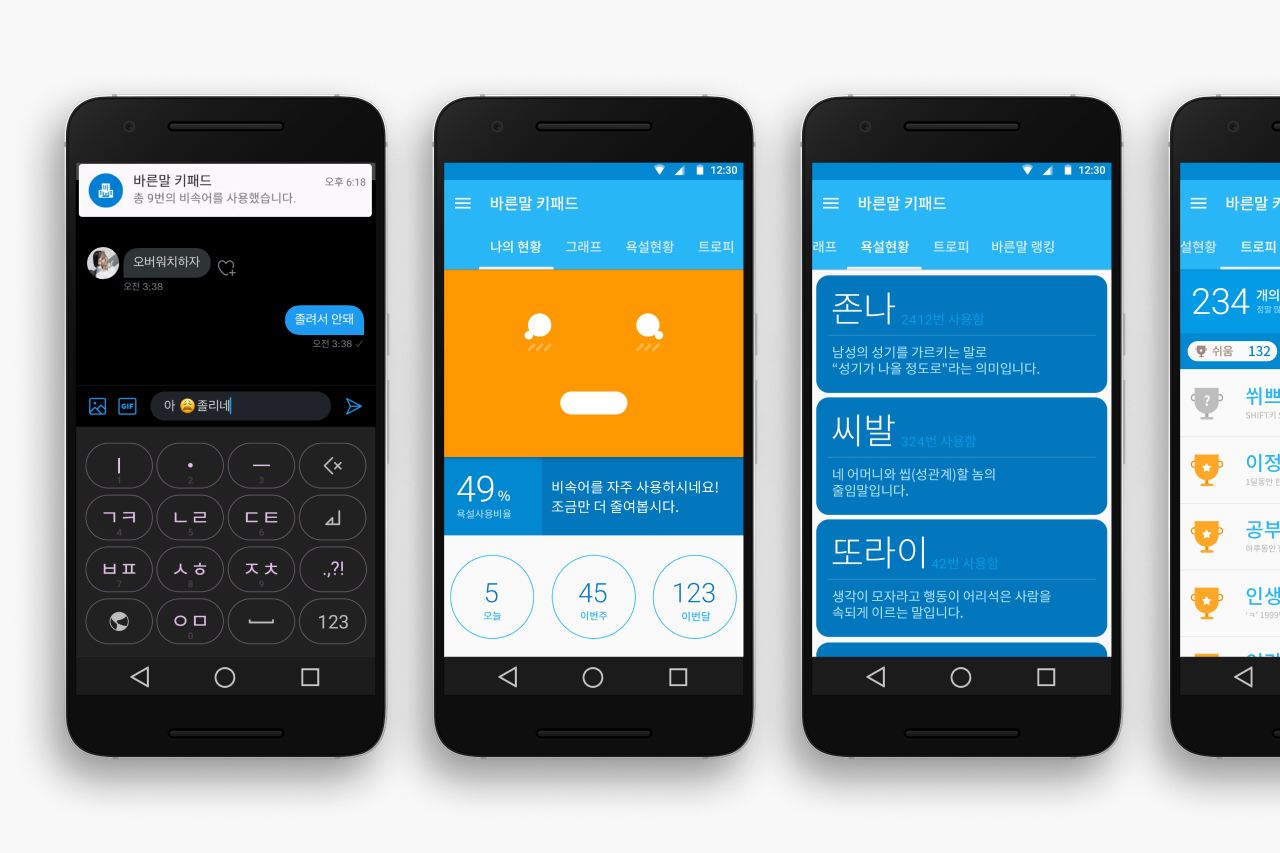 바른말 키패드
오후 6:18
총 9번의 비속어를 사용했습니다.
오버워치하자
오전 3:38
졸려서 안돼
오전 3:38 ✓
GIF
아 😩졸리네
ㅣ
1
•
2
ㅡ
3
ㄱㅋ
4
ㄴㄹ
5
ㄷㅌ
6
ㅂㅍ
7
ㅅㅎ
8
ㅈㅊ
9
.,?!
ㅇㅁ
0
123
12:30
바른말 키패드
나의 현황 그래프 욕설현황 트로피
49 %
욕설사용비율
비속어를 자주 사용하시네요!
조금만 더 줄여봅시다.
5
오늘
45
이번주
123
이번달
12:30
바른말 키패드
래프 욕설현황 트로피 바른말 랭킹
존나 2412번 사용함
남성의 성기를 가르키는 말로
“성기가 나올 정도로”라는 의미입니다.
씨발 324번 사용함
네 어머니와 씹(성관계)할 놈의
줄임말입니다.
또라이 42번 사용함
생각이 모자라고 행동이 어리석은 사람을
속되게 이르는 말입니다.
바른말 키
설현황 트로피
234 개의
정말 많
쉬움 132
?
쒸쁘
SHIFT키
이정
1달동안 한
공부
하루동안
인생
'ㅋ' 1999